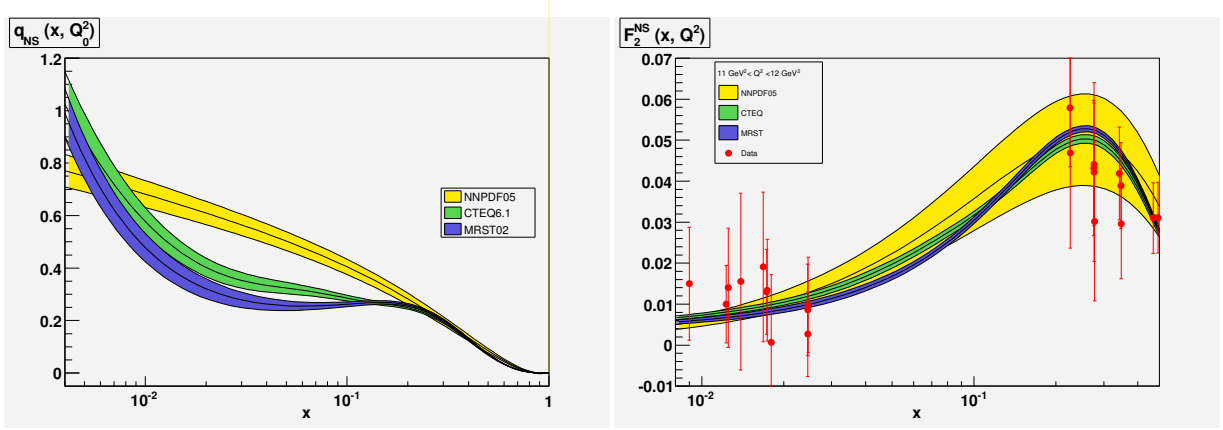 q_NS (x, Q_0^2)
1.2
1
0.8
0.6
0.4
0.2
0
NNPDF05
CTEQ6.1
MRST02
10^-2
10^-1
1
x
F_2^NS (x, Q^2)
0.07
0.06
0.05
0.04
0.03
0.02
0.01
0
-0.01
11 GeV^2< Q^2 <12 GeV^2
NNPDF05
CTEQ
MRST
Data
10^-2
10^-1
x